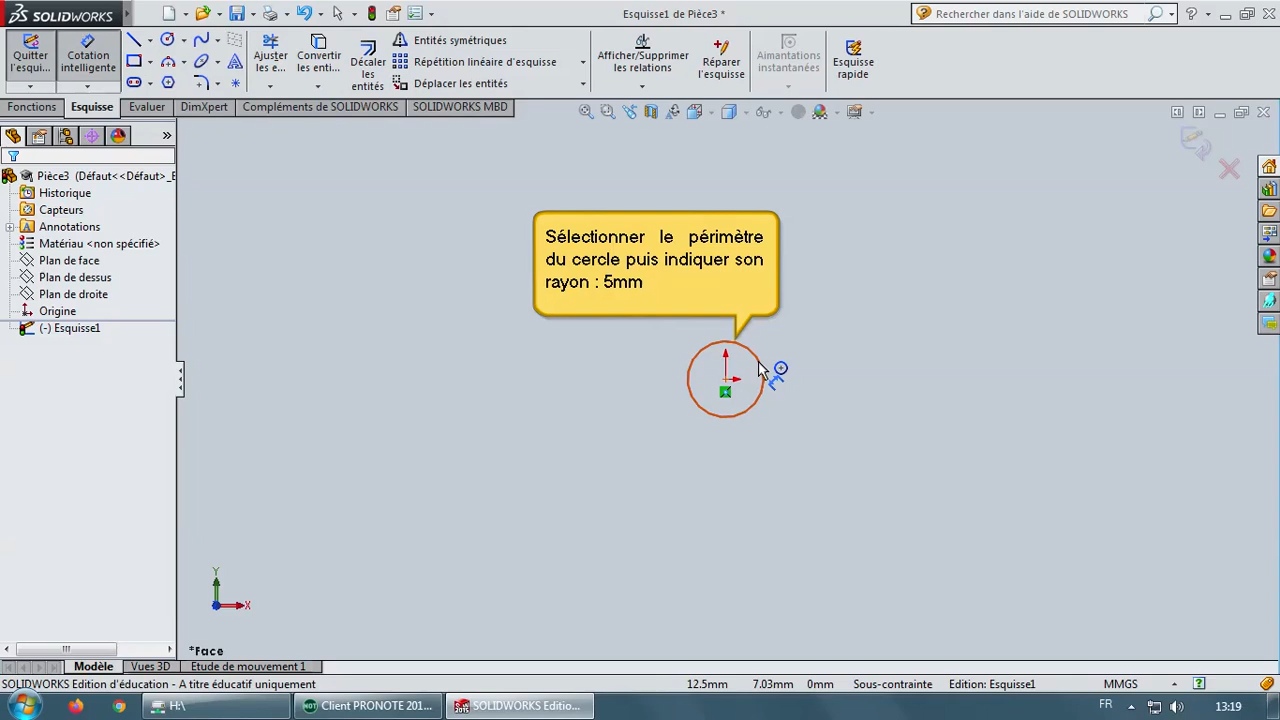 SOLIDWORKS
Esquisse1 de Pièce3 *
Rechercher dans l'aide de SOLIDWORKS
Quitter l'esqui...
Cotation intelligente
Ajuster les e...
Convertir les enti...
Décaler les entités
Entités symétriques
Répétition linéaire d'esquisse
Déplacer les entités
Afficher/Supprimer les relations
Réparer l'esquisse
Aimantations instantanées
Esquisse rapide
Fonctions
Esquisse
Evaluer
DimXpert
Compléments de SOLIDWORKS
SOLIDWORKS MBD
Pièce3 (Défaut<<Défaut>_E
Historique
Capteurs
Annotations
Matériau <non spécifié>
Plan de face
Plan de dessus
Plan de droite
Origine
(-) Esquisse1
Sélectionner le périmètre
du cercle puis indiquer son
rayon : 5mm
Y
X
*Face
Modèle
Vues 3D
Etude de mouvement 1
SOLIDWORKS Edition d'éducation - A titre éducatif uniquement
12.5mm
7.03mm
0mm
Sous-contrainte
Edition: Esquisse1
MMGS
H:\
Client PRONOTE 201...
SOLIDWORKS Editio...
FR
13:19